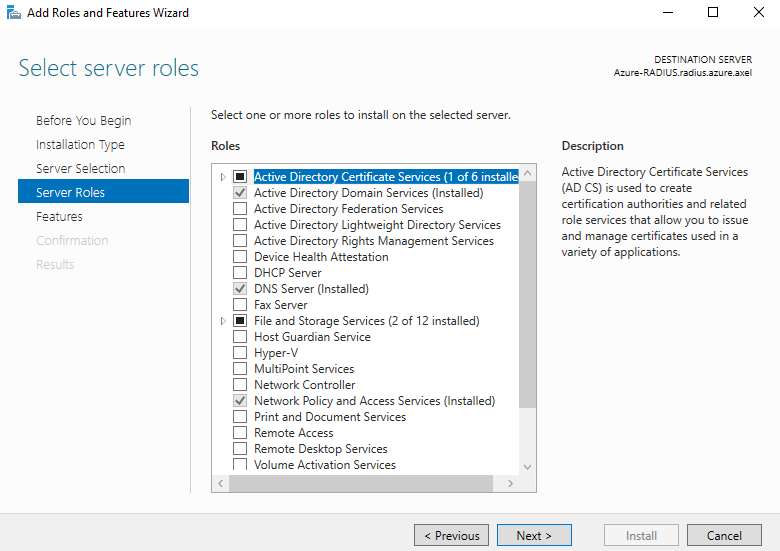 Add Roles and Features Wizard
Select server roles
DESTINATION SERVER
Azure-RADIUS.radius.azure.axel
Before You Begin
Installation Type
Server Selection
Server Roles
Features
Confirmation
Results
Select one or more roles to install on the selected server.
Roles
Active Directory Certificate Services (1 of 6 installe
Active Directory Domain Services (Installed)
Active Directory Federation Services
Active Directory Lightweight Directory Services
Active Directory Rights Management Services
Device Health Attestation
DHCP Server
DNS Server (Installed)
Fax Server
File and Storage Services (2 of 12 installed)
Host Guardian Service
Hyper-V
MultiPoint Services
Network Controller
Network Policy and Access Services (Installed)
Print and Document Services
Remote Access
Remote Desktop Services
Volume Activation Services
Description
Active Directory Certificate Services
(AD CS) is used to create
certification authorities and related
role services that allow you to issue
and manage certificates used in a
variety of applications.
< Previous
Next >
Install
Cancel